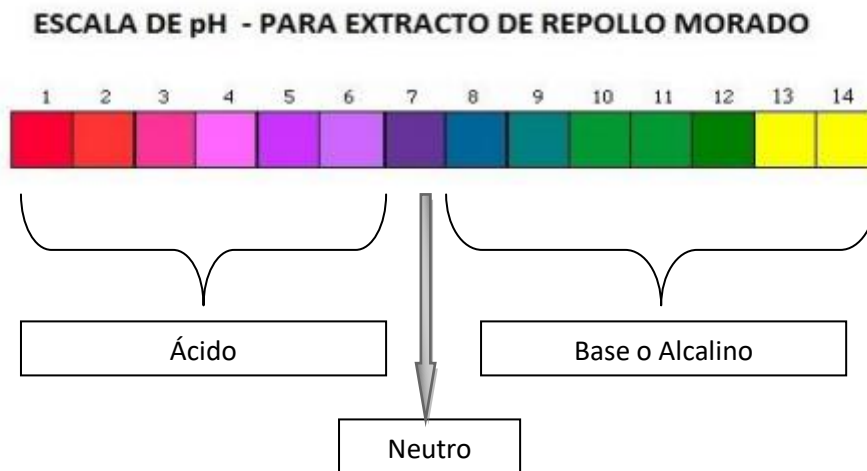 ESCALA DE pH - PARA EXTRACTO DE REPOLLO MORADO
1 2 3 4 5 6 7 8 9 10 11 12 13 14
Ácido
Base o Alcalino
Neutro